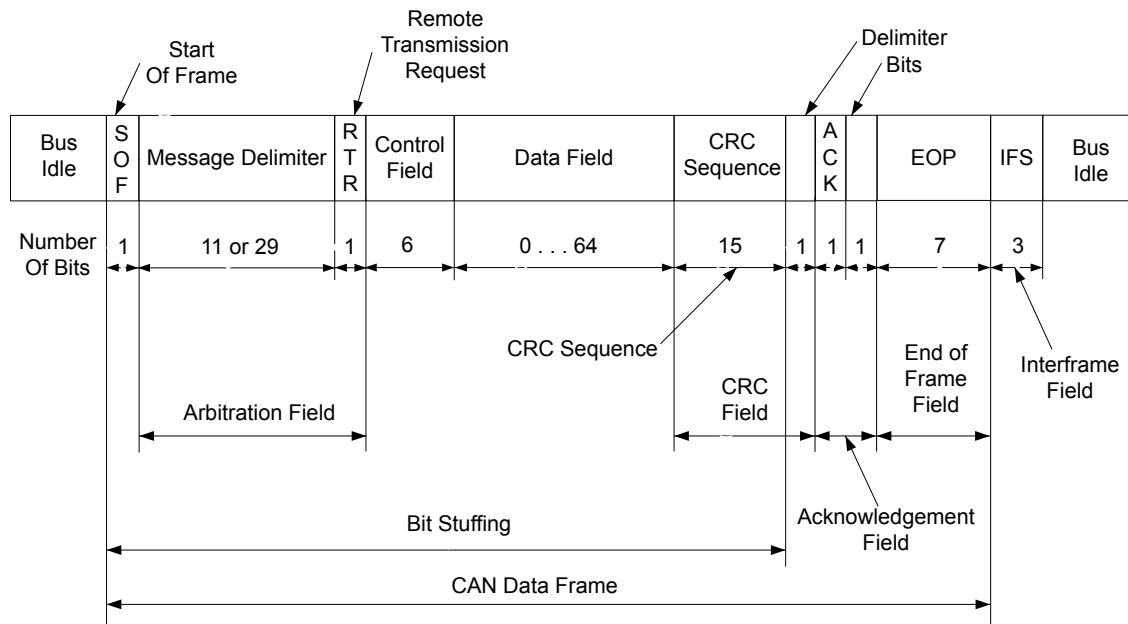 Start
Of Frame
Remote
Transmission
Request
Delimiter
Bits
Bus
Idle
S
O
F
Message Delimiter
R
T
R
Control
Field
Data Field
CRC
Sequence
A
C
K
EOP
IFS
Bus
Idle
Number
Of Bits
1
11 or 29
1
6
0 . . . 64
15
1
1
1
7
3
CRC Sequence
Arbitration Field
CRC
Field
End of
Frame
Field
Interframe
Field
Bit Stuffing
Acknowledgement
Field
CAN Data Frame